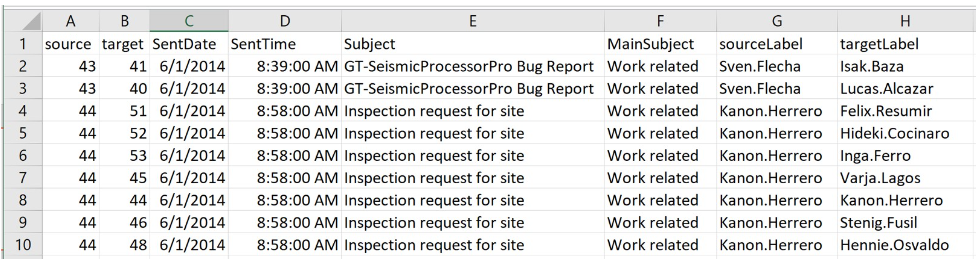 A B C D E F G H
1 source target SentDate SentTime Subject MainSubject sourceLabel targetLabel
2 43 41 6/1/2014 8:39:00 AM GT-SeismicProcessorPro Bug Report Work related Sven.Flecha Isak.Baza
3 43 40 6/1/2014 8:39:00 AM GT-SeismicProcessorPro Bug Report Work related Sven.Flecha Lucas.Alcazar
4 44 51 6/1/2014 8:58:00 AM Inspection request for site Work related Kanon.Herrero Felix.Resumir
5 44 52 6/1/2014 8:58:00 AM Inspection request for site Work related Kanon.Herrero Hideki.Cocinaro
6 44 53 6/1/2014 8:58:00 AM Inspection request for site Work related Kanon.Herrero Inga.Ferro
7 44 45 6/1/2014 8:58:00 AM Inspection request for site Work related Kanon.Herrero Varja.Lagos
8 44 44 6/1/2014 8:58:00 AM Inspection request for site Work related Kanon.Herrero Kanon.Herrero
9 44 46 6/1/2014 8:58:00 AM Inspection request for site Work related Kanon.Herrero Stenig.Fusil
10 44 48 6/1/2014 8:58:00 AM Inspection request for site Work related Kanon.Herrero Hennie.Osvaldo